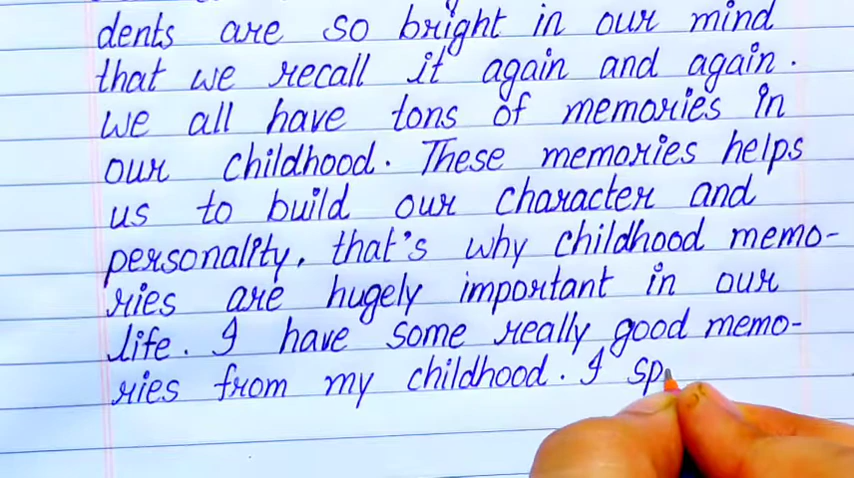 dents are so bright in our mind
that we recall it again and again.
we all have tons of memories in
our childhood. These memories helps
us to build our character and
personality, that's why childhood memo-
ries are hugely important in our
life. I have some really good memo-
ries from my childhood. I sp